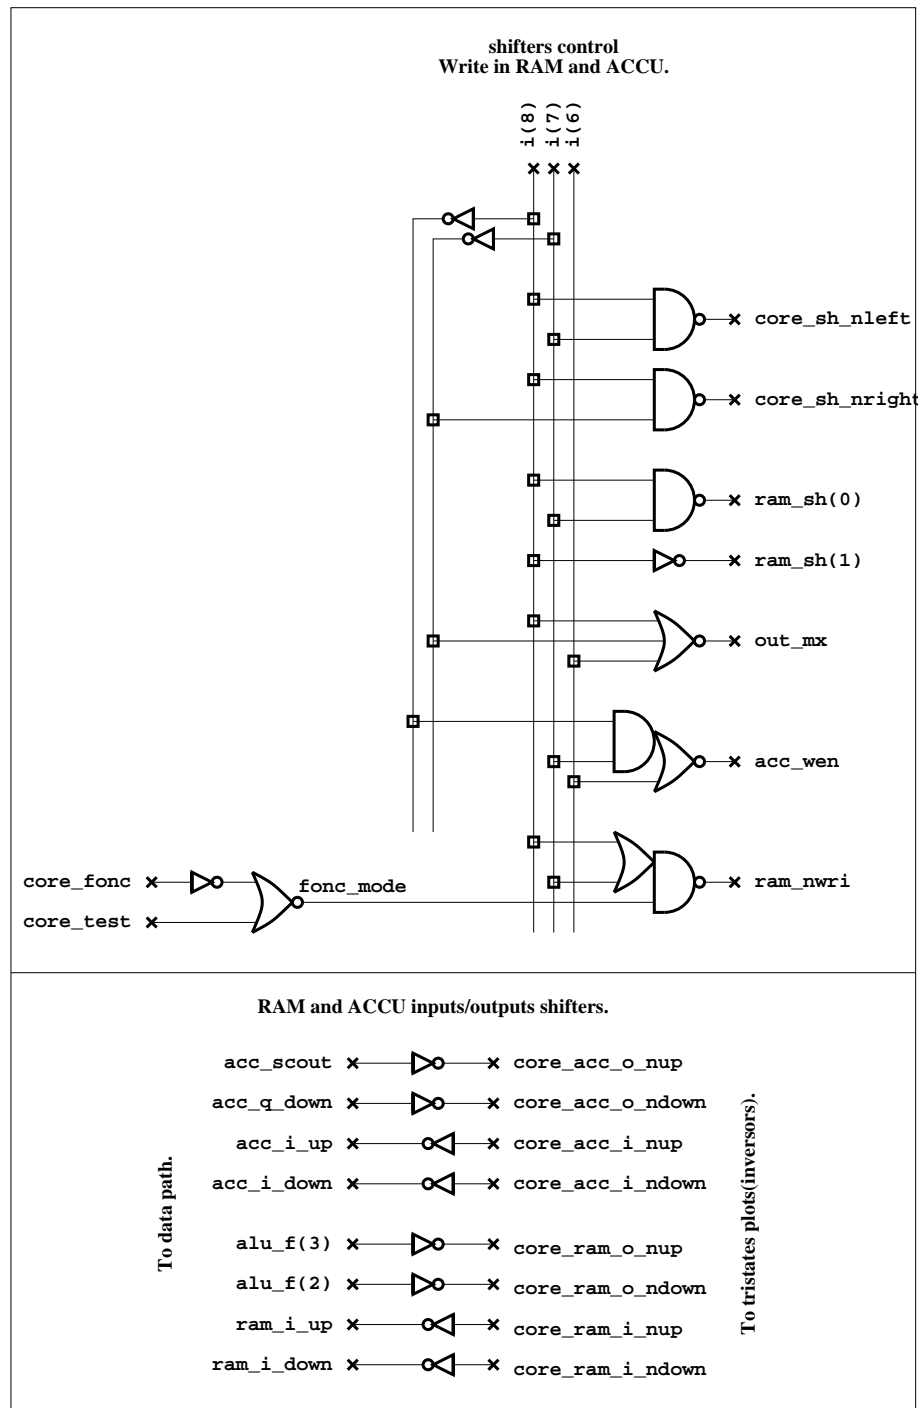 shifters control
Write in RAM and ACCU.
i(8)
i(7)
i(6)
core_sh_nleft
core_sh_nright
ram_sh(0)
ram_sh(1)
out_mx
acc_wen
core_fonc
fonc_mode
ram_nwri
core_test
RAM and ACCU inputs/outputs shifters.
acc_scout
core_acc_o_nup
acc_q_down
core_acc_o_ndown
acc_i_up
core_acc_i_nup
acc_i_down
core_acc_i_ndown
alu_f(3)
core_ram_o_nup
alu_f(2)
core_ram_o_ndown
ram_i_up
core_ram_i_nup
ram_i_down
core_ram_i_ndown
To data path.
To tristates plots(inversors).